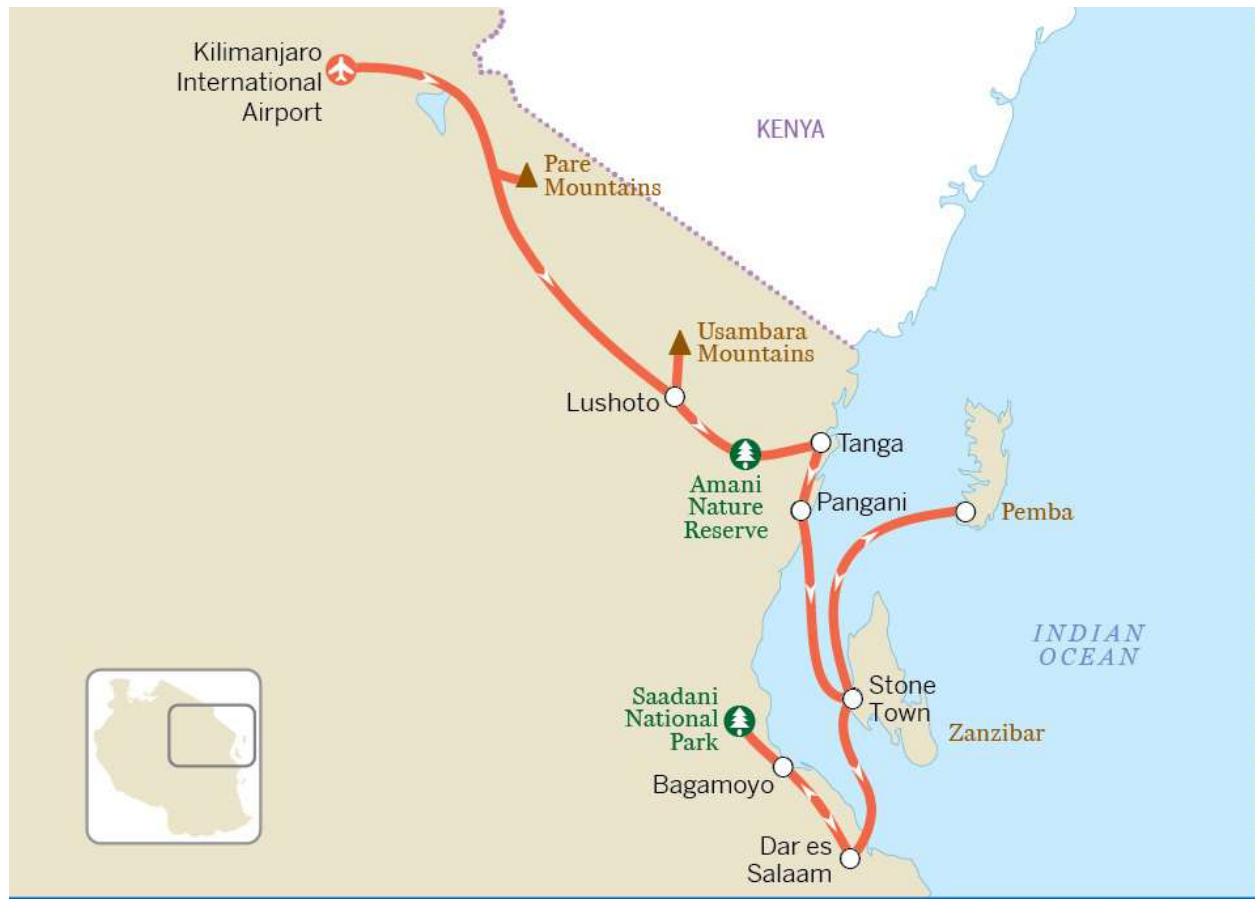 Kilimanjaro
International
Airport
KENYA
Pare
Mountains
Usambara
Mountains
Lushoto
Tanga
Amani
Nature
Reserve
Pangani
Pemba
INDIAN
OCEAN
Stone
Town
Saadani
National
Park
Zanzibar
Bagamoyo
Dar es
Salaam